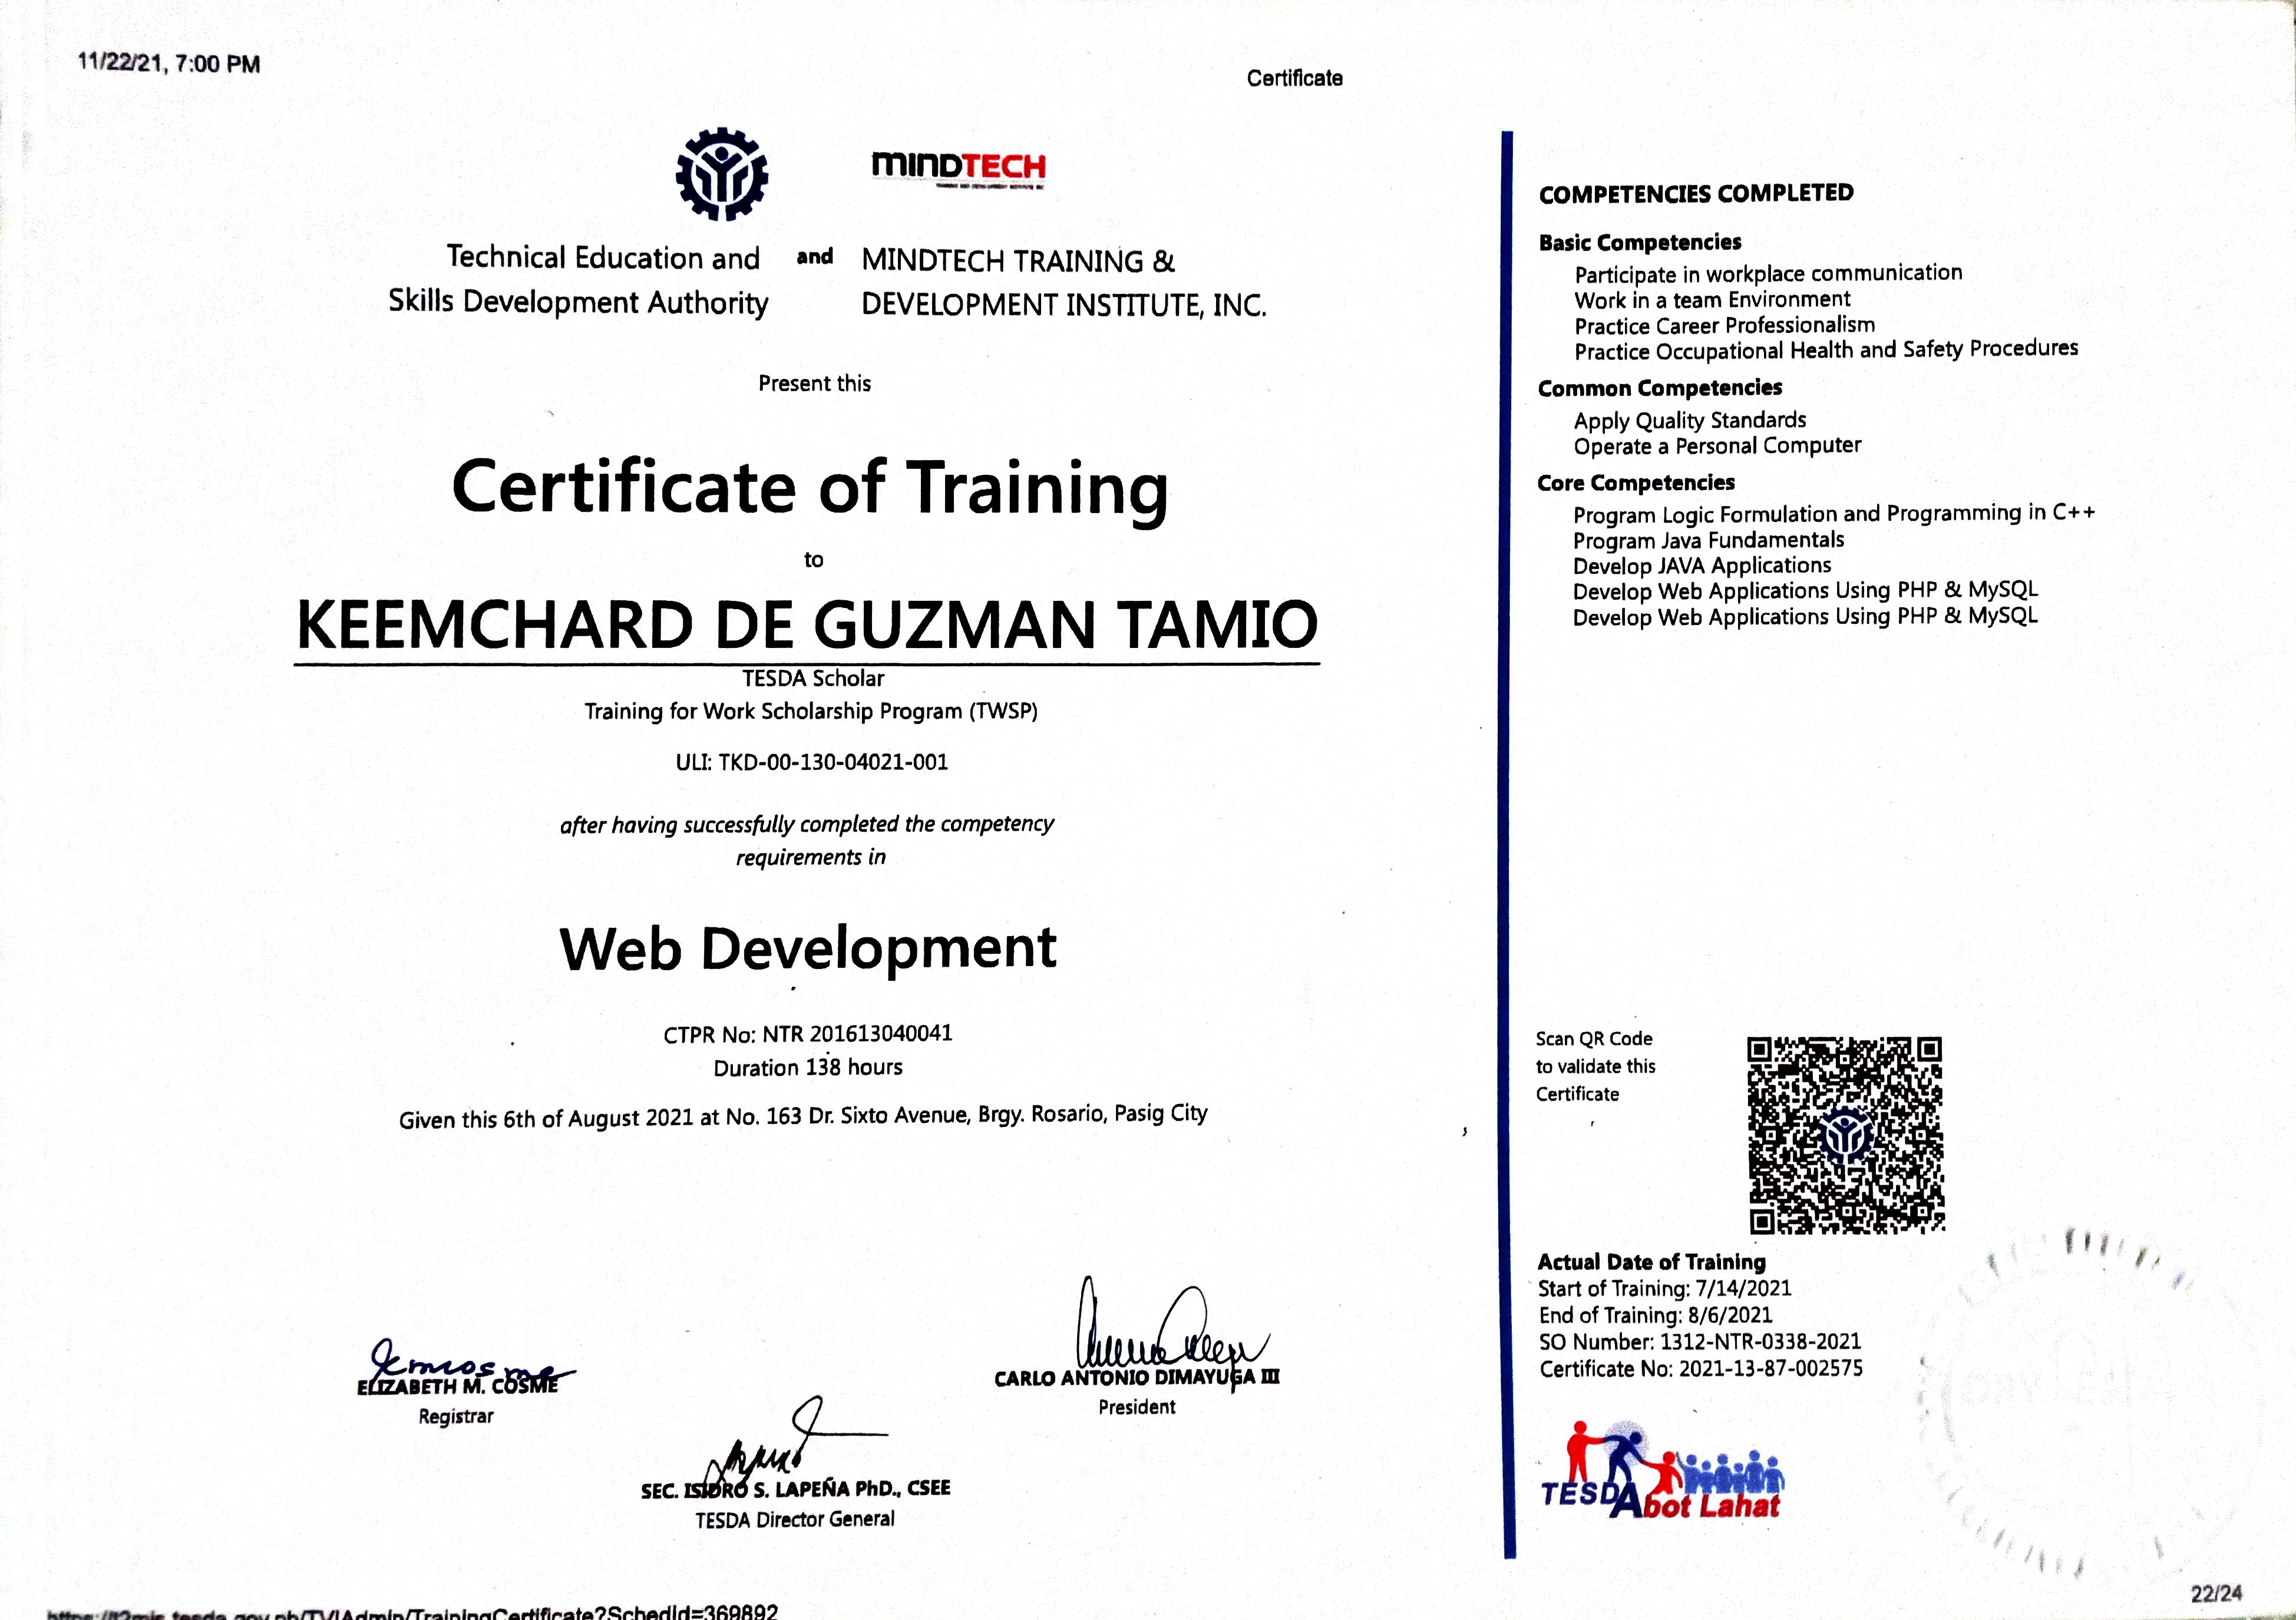 11/22/21, 7:00 PM
Certificate
MINDTECH
Technical Education and
Skills Development Authority
and
MINDTECH TRAINING &
DEVELOPMENT INSTITUTE, INC.
Present this
Certificate of Training
to
KEEMCHARD DE GUZMAN TAMIO
TESDA Scholar
Training for Work Scholarship Program (TWSP)
ULI: TKD-00-130-04021-001
after having successfully completed the competency
requirements in
Web Development
CTPR No: NTR 201613040041
Duration 138 hours
Given this 6th of August 2021 at No. 163 Dr. Sixto Avenue, Brgy. Rosario, Pasig City
ELIZABETH M. COSME
Registrar
CARLO ANTONIO DIMAYUGA III
President
SEC. ISIDRO S. LAPEÑA PhD., CSEE
TESDA Director General
COMPETENCIES COMPLETED
Basic Competencies
Participate in workplace communication
Work in a team Environment
Practice Career Professionalism
Practice Occupational Health and Safety Procedures
Common Competencies
Apply Quality Standards
Operate a Personal Computer
Core Competencies
Program Logic Formulation and Programming in C++
Program Java Fundamentals
Develop JAVA Applications
Develop Web Applications Using PHP & MySQL
Develop Web Applications Using PHP & MySQL
Scan QR Code
to validate this
Certificate
Actual Date of Training
Start of Training: 7/14/2021
End of Training: 8/6/2021
SO Number: 1312-NTR-0338-2021
Certificate No: 2021-13-87-002575
TESDAbot Lahat
22/24
https://t2mis.tesda.gov.ph/TVIAdmin/TrainingCertificate?SchedId=369892